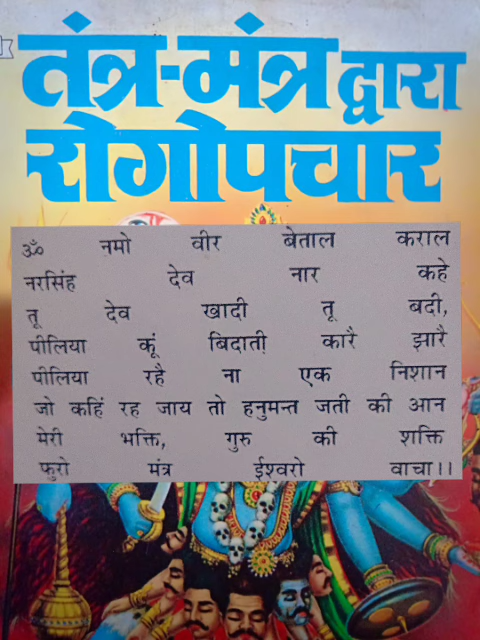 तंत्र-मंत्र द्वारा
रोगोपचार
ॐ नमो वीर बेताल कराल
नरसिंह देव नार कहे
तू देव खादी तू बदी,
पीलिया कूं बिदाती कारै झारै
पीलिया रहै ना एक निशान
जो कहिं रह जाय तो हनुमन्त जती की आन
मेरी भक्ति, गुरु की शक्ति
फुरो मंत्र ईश्वरो वाचा।।